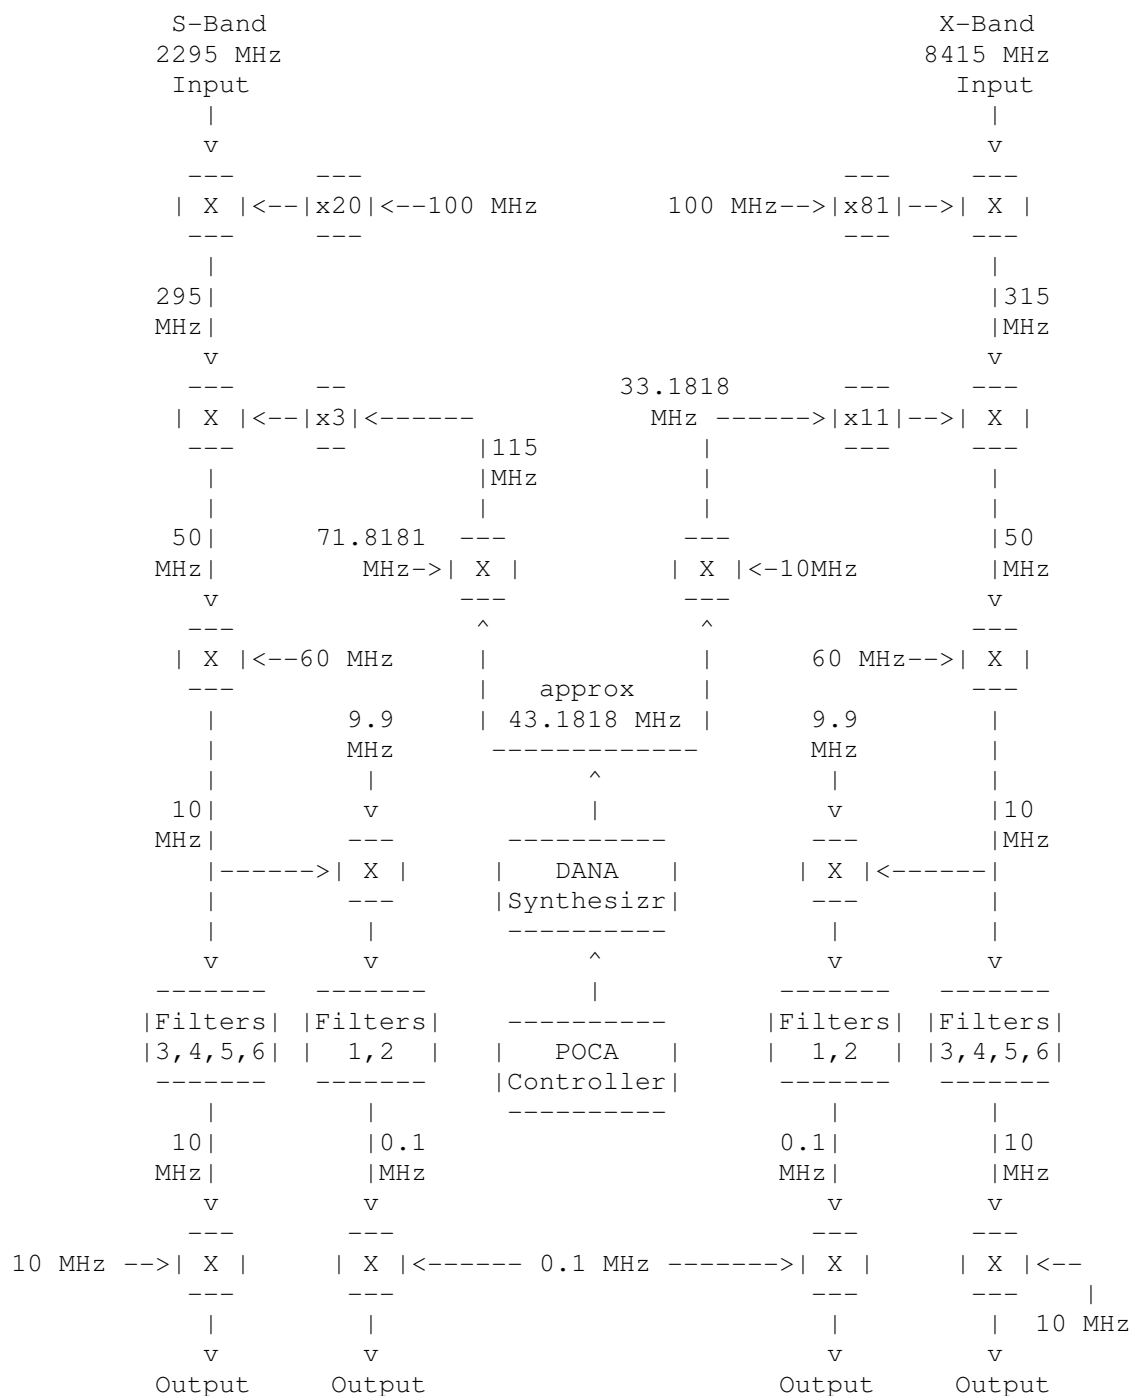 S-Band                                               X-Band
               2295 MHz                                             8415 MHz
                Input                                                Input
                  |                                                    |
                  v                                                    v
                 ---     ---                                   ---    ---
                | X |<--|x20|<--100 MHz        100 MHz-->|x81|-->| X |
                 ---     ---                                   ---    ---
                  |                                                    |
               295|                                                    |315
               MHz|                                                    |MHz
                  v                                                    v
                 ---     --                 33.1818            ---    ---
                | X |<--|x3|<------           MHz ------>|x11|-->| X |
                 ---     --       |115           |             ---    ---
                  |               |MHz           |                     |
                  |               |              |                     |
                50|     71.8181  ---            ---                    |50
               MHz|        MHz->| X |          | X |<-10MHz            |MHz
                  v              ---            ---                    v
                 ---              ^              ^                    ---
                | X |<--60 MHz    |              |      60 MHz-->| X |
                 ---              |    approx    |                    ---
                  |       9.9     | 43.1818 MHz |       9.9            |
                  |       MHz      -------------        MHz            |
                  |        |             ^               |             |
                10|        v             |               v             |10
               MHz|       ---       ----------          ---            |MHz
                  |------>| X |     |   DANA   |       | X |<------|
                  |       ---      |Synthesizr|         ---            |
                  |        |        ----------           |             |
                  v        v             ^               v             v
               -------  -------          |            -------  -------
              |Filters| |Filters|   ----------       |Filters| |Filters|
              |3,4,5,6| |  1,2  |  |   POCA   |      |  1,2  | |3,4,5,6|
               -------  -------    |Controller|       -------  -------
                  |        |        ----------           |             |
                10|        |0.1                       0.1|             |10
               MHz|        |MHz                       MHz|             |MHz
                  v        v                             v             v
                 ---      ---                           ---           ---
    10 MHz -->| X |     | X |<------ 0.1 MHz ------->| X |     | X |<--
                 ---      ---                           ---           ---    |
                  |        |                             |             |  10 MHz
                  v        v                             v             v
               Output   Output                        Output        Output